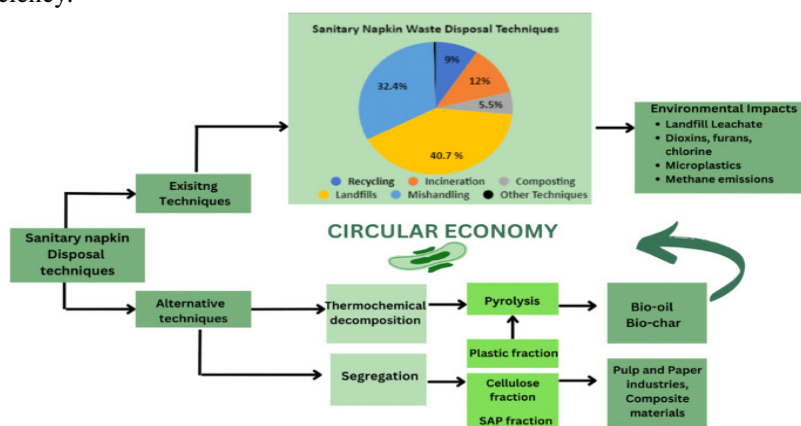 Sanitary Napkin Waste Disposal Techniques
9%
12%
5.5%
40.7 %
32.4%
Recycling Incineration Composting
Landfills Mishandling Other Techniques
Environmental Impacts
• Landfill Leachate
• Dioxins, furans,
chlorine
• Microplastics
• Methane emissions
Exisitng
Techniques
Sanitary napkin
Disposal
techniques
CIRCULAR ECONOMY
Alternative
techniques
Thermochemical
decomposition
Pyrolysis
Bio-oil
Bio-char
Plastic fraction
Segregation
Cellulose
fraction
SAP fraction
Pulp and Paper
industries,
Composite
materials